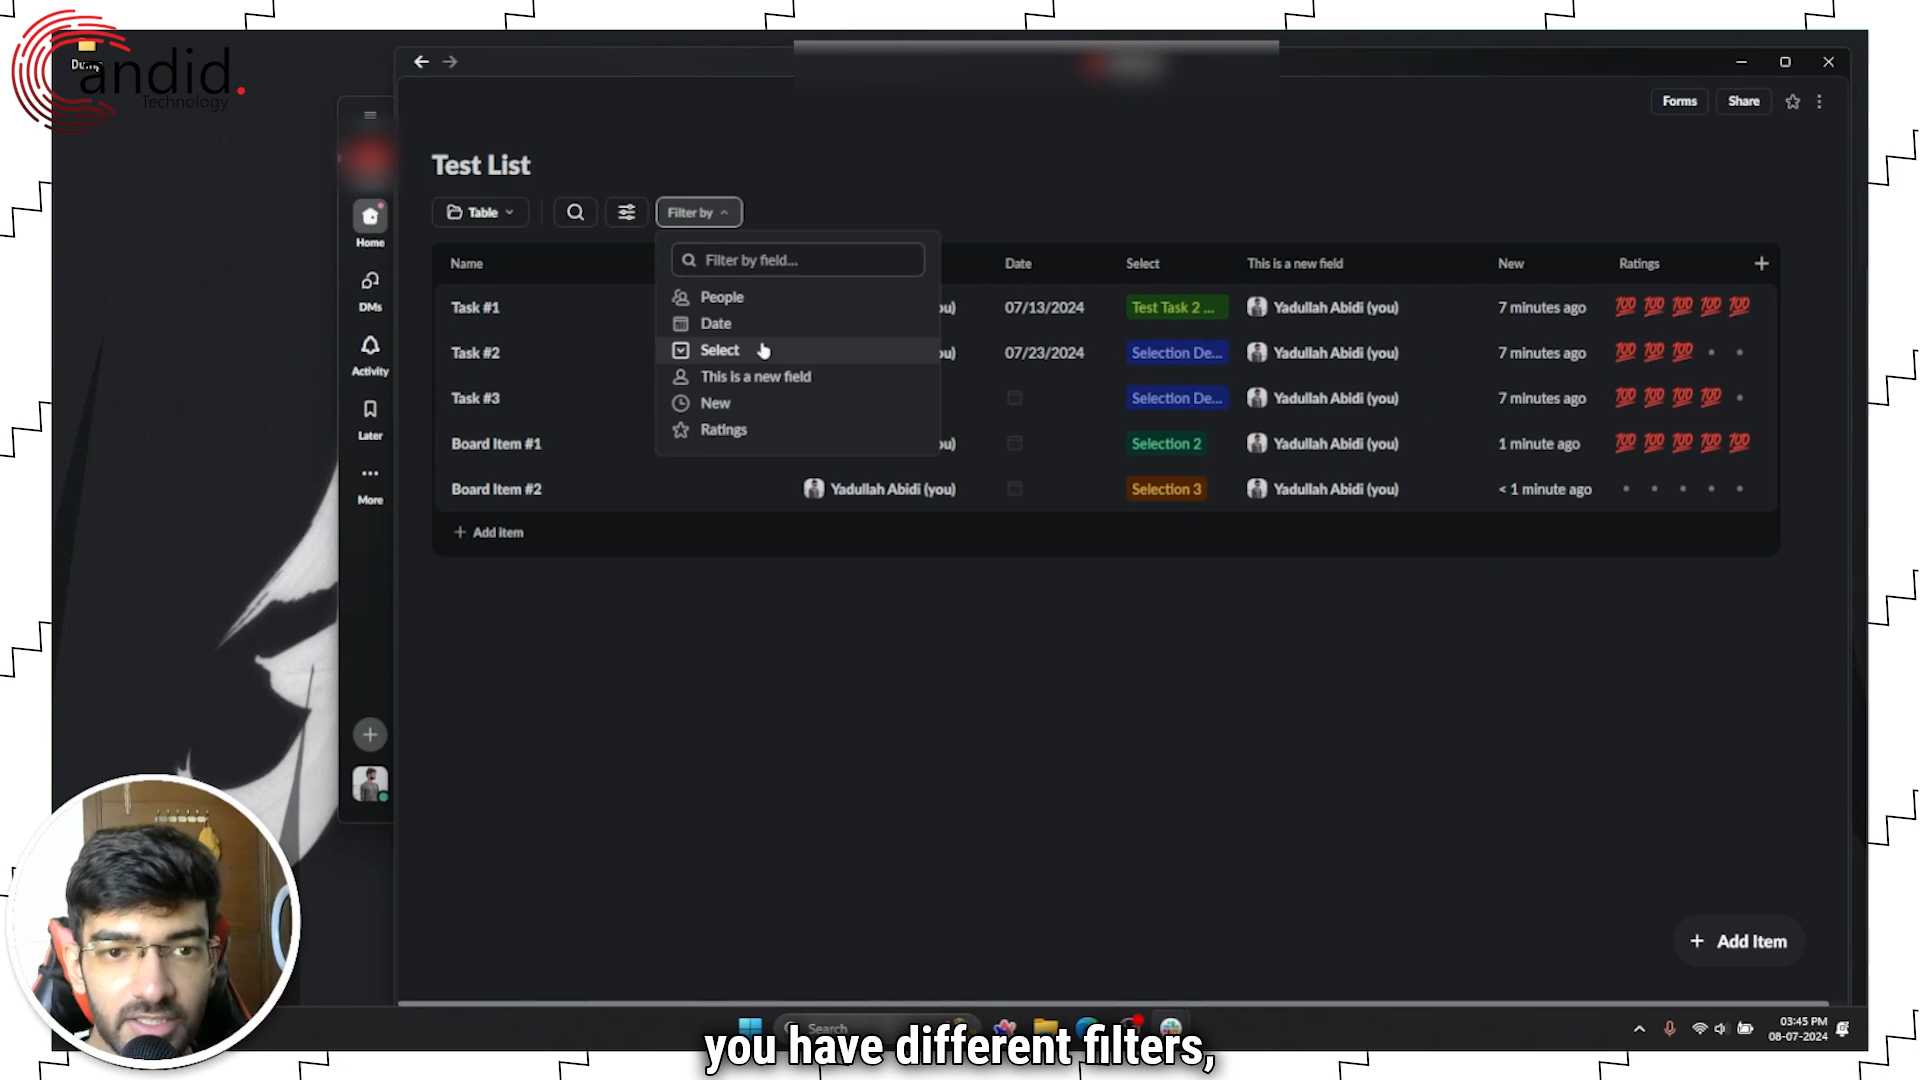 Dump
andid.
Technology
Forms
Share
Test List
Table
Filter by
Home
DMs
Activity
Later
More
Filter by field...
People
Date
Select
This is a new field
New
Ratings
Name
Date
Select
This is a new field
New
Ratings
Task #1
ou)
07/13/2024
Test Task 2 ...
Yadullah Abidi (you)
7 minutes ago
Task #2
ou)
07/23/2024
Selection De...
Yadullah Abidi (you)
7 minutes ago
Task #3
Selection De...
Yadullah Abidi (you)
7 minutes ago
Board Item #1
ou)
Selection 2
Yadullah Abidi (you)
1 minute ago
Board Item #2
Yadullah Abidi (you)
Selection 3
Yadullah Abidi (you)
< 1 minute ago
Add item
Add Item
Search
03:45 PM
08-07-2024
you have different filters,